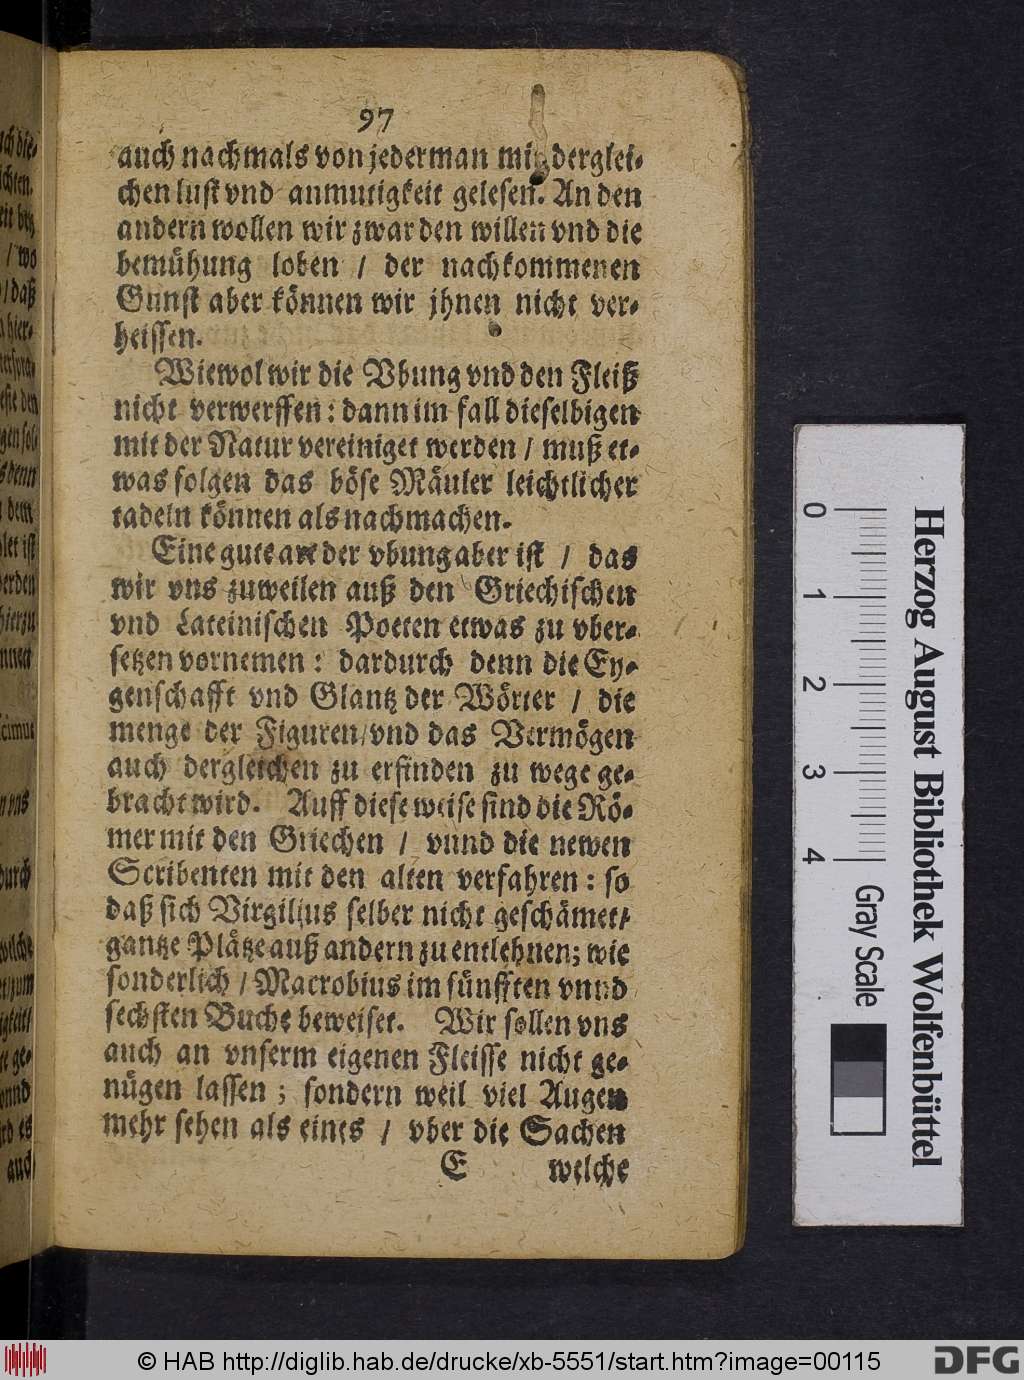 97
auch nachmals von jederman mit derglei-
chen lust vnd anmutigkeit gelesen. An den
andern wollen wir zwar den willen vnd die
bemühung loben / der nachkommenen
Gunst aber können wir jhnen nicht ver-
heissen.
Wiewol wir die Vbung vnd den Fleiß
nicht verwerffen: dann im fall dieselbigen
mit der Natur vereiniget werden / muß et-
was folgen das böse Mäuler leichtlicher
tadeln können als nachmachen.
Eine gute art der vbung aber ist / das
wir vns zuweilen auß den Griechischen
vnd Lateinischen Poeten etwas zu vber-
setzen vornemen: dardurch denn die Ey-
genschafft vnd Glantz der Wörter / die
menge der Figuren / vnd das Vermögen
auch dergleichen zu erfinden zu wege ge-
bracht wird. Auff diese weise sind die Rö-
mer mit den Griechen / vnnd die newen
Scribenten mit den alten verfahren: so
daß sich Virgilius selber nicht geschämet /
gantze Plätze auß andern zu entlehnen; wie
sonderlich / Macrobius im fünfften vnnd
sechsten Buche beweiset. Wir sollen vns
auch an vnserm eigenen Fleisse nicht ge-
nügen lassen; sondern weil viel Augen
mehr sehen als eines / vber die Sachen
E welche
0 1 2 3 4 Gray Scale
Herzog August Bibliothek Wolfenbüttel
© HAB http://diglib.hab.de/drucke/xb-5551/start.htm?image=00115
DFG